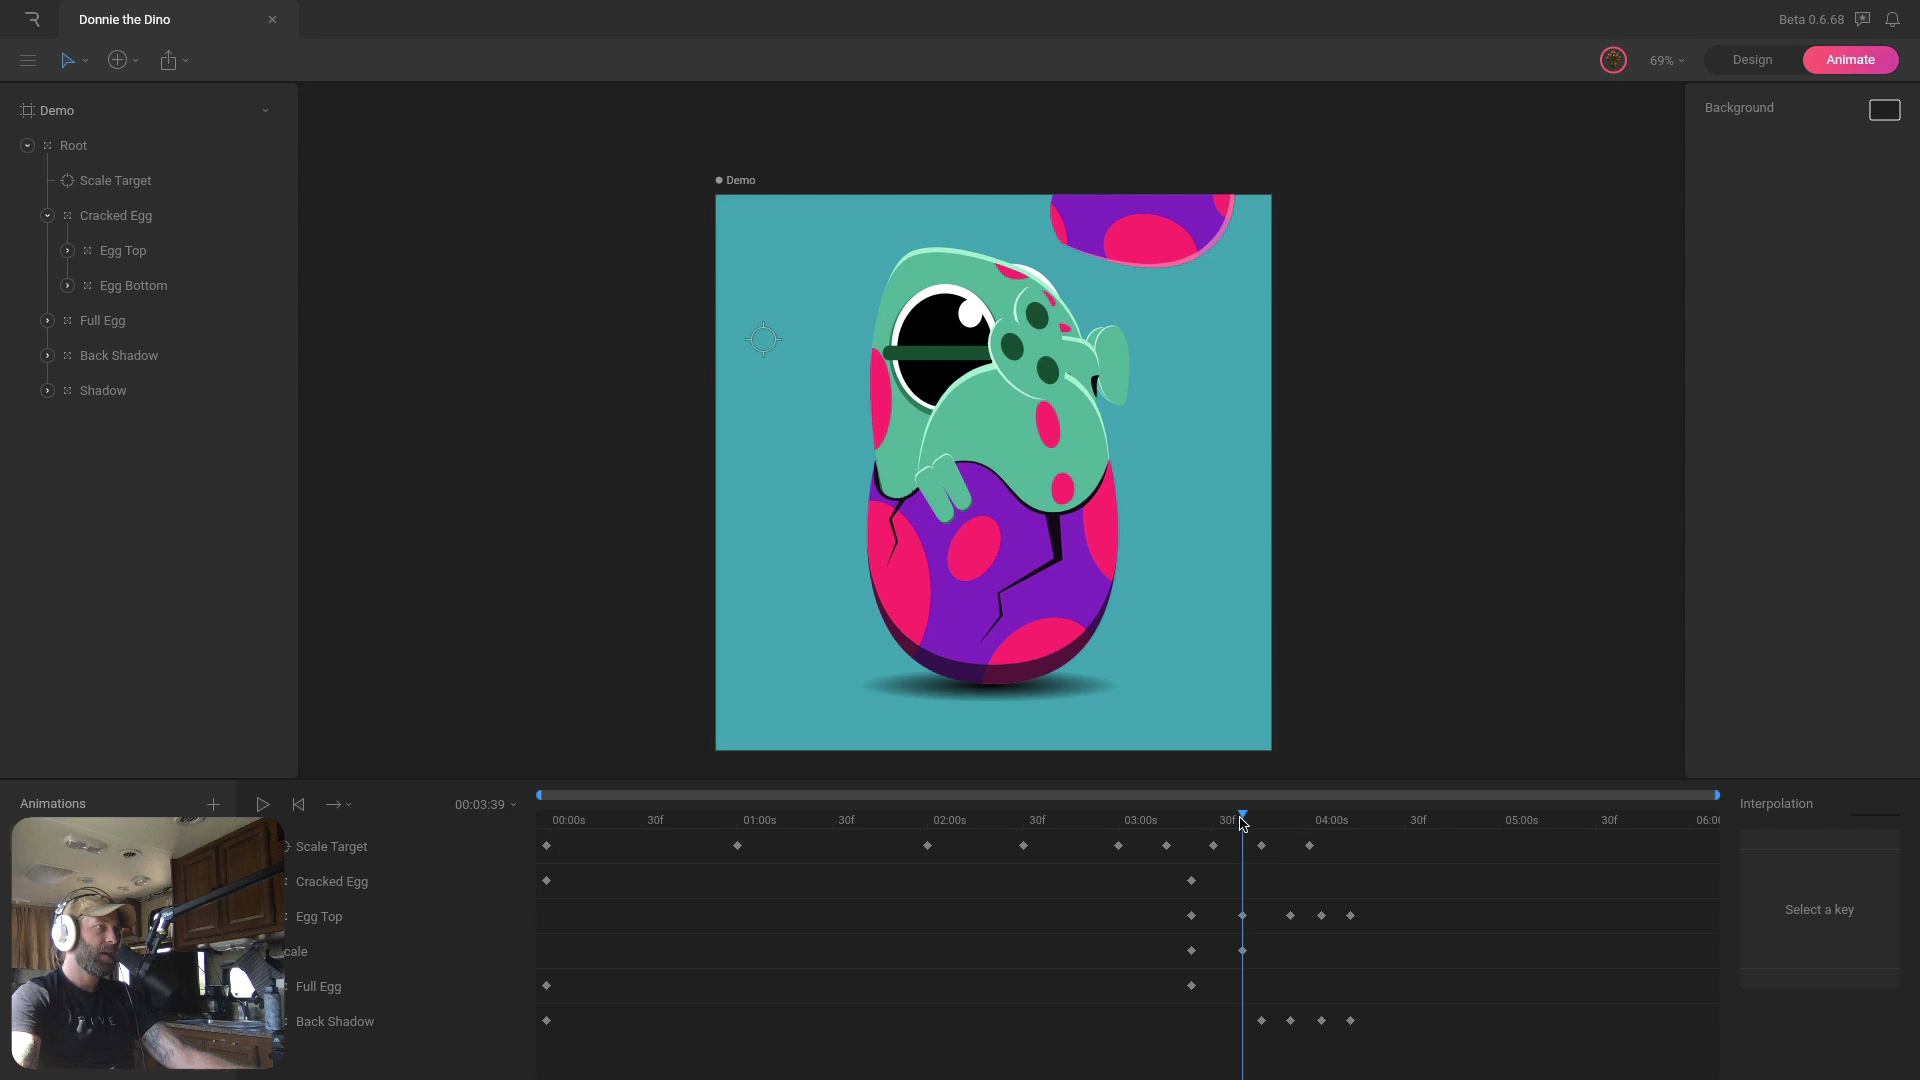 Donnie the Dino
Beta 0.6.68
69%
Design
Animate
Demo
Root
Scale Target
Cracked Egg
Egg Top
Egg Bottom
Full Egg
Back Shadow
Shadow
Demo
Background
Animations
00:03:39
00:00s
30f
01:00s
30f
02:00s
30f
03:00s
30f
04:00s
30f
05:00s
30f
06:00
Scale Target
Cracked Egg
Egg Top
cale
Full Egg
Back Shadow
Interpolation
Select a key